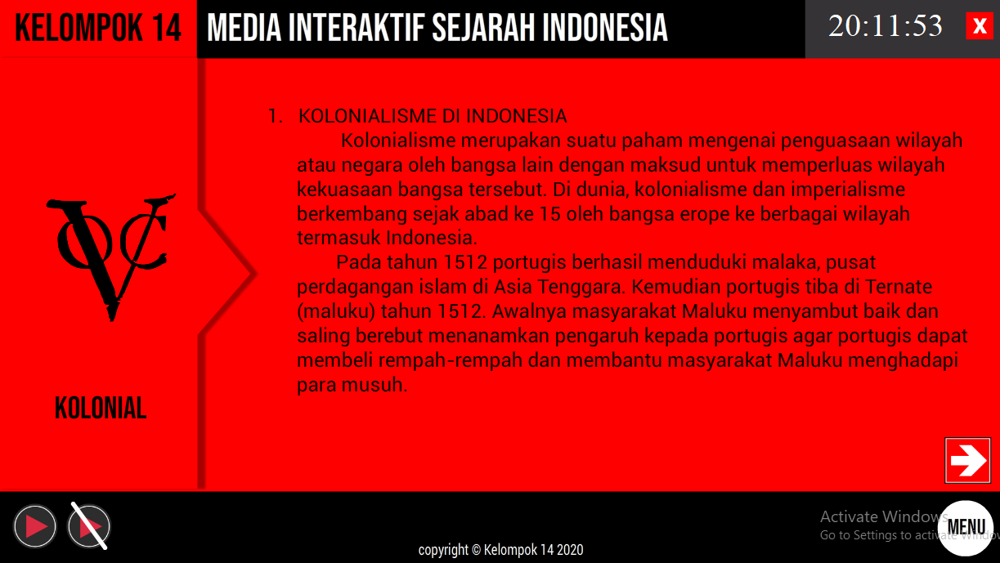 KELOMPOK 14
MEDIA INTERAKTIF SEJARAH INDONESIA
20:11:53
X
1. KOLONIALISME DI INDONESIA
Kolonialisme merupakan suatu paham mengenai penguasaan wilayah
atau negara oleh bangsa lain dengan maksud untuk memperluas wilayah
kekuasaan bangsa tersebut. Di dunia, kolonialisme dan imperialisme
berkembang sejak abad ke 15 oleh bangsa erope ke berbagai wilayah
termasuk Indonesia.
Pada tahun 1512 portugis berhasil menduduki malaka, pusat
perdagangan islam di Asia Tenggara. Kemudian portugis tiba di Ternate
(maluku) tahun 1512. Awalnya masyarakat Maluku menyambut baik dan
saling berebut menanamkan pengaruh kepada portugis agar portugis dapat
membeli rempah-rempah dan membantu masyarakat Maluku menghadapi
para musuh.
VOC
KOLONIAL
Activate Windows
Go to Settings to activate Windows
MENU
copyright © Kelompok 14 2020